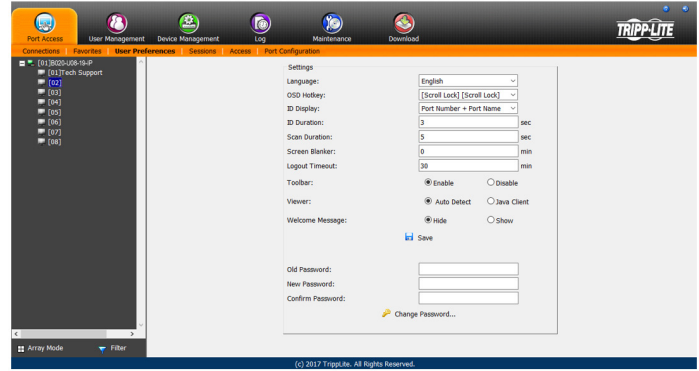 TRIPP·LITE
Port Access User Management Device Management Log Maintenance Download
Connections Favorites User Preferences Sessions Access Port Configuration
[01]B020-U08-19-IP
[01]Tech Support
[02]
[03]
[04]
[05]
[06]
[07]
[08]
Array Mode Filter
Settings
Language: English
OSD Hotkey: [Scroll Lock] [Scroll Lock]
ID Display: Port Number + Port Name
ID Duration: 3 sec
Scan Duration: 5 sec
Screen Blanker: 0 min
Logout Timeout: 30 min
Toolbar: Enable Disable
Viewer: Auto Detect Java Client
Welcome Message: Hide Show
Save
Old Password:
New Password:
Confirm Password:
Change Password...
(c) 2017 TrippLite. All Rights Reserved.